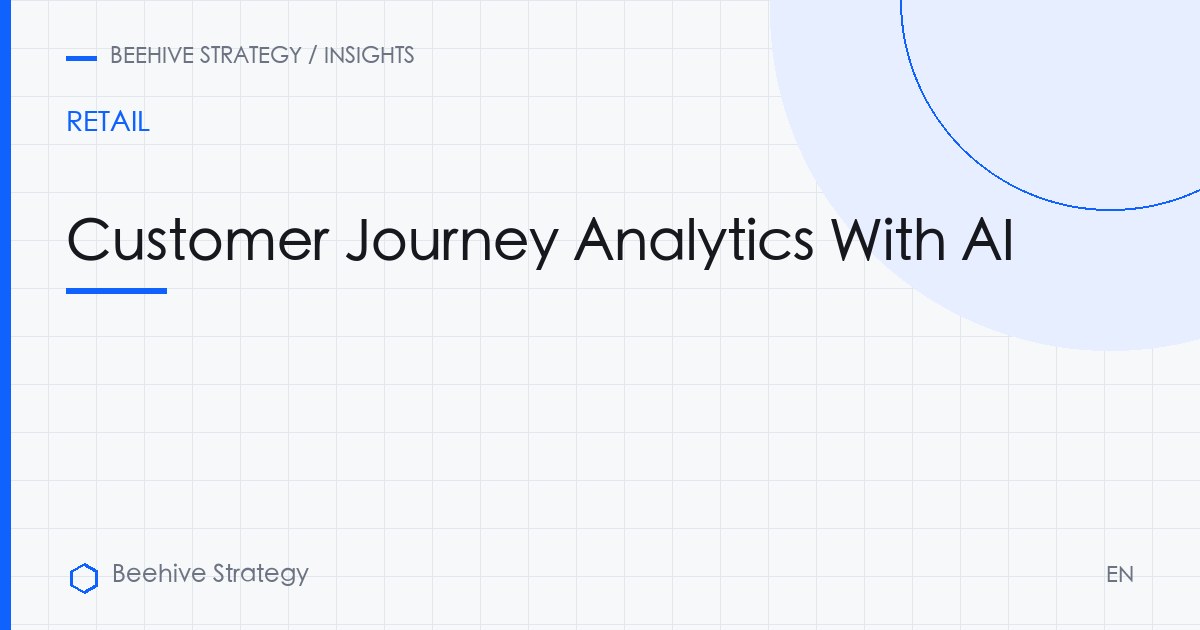 BEEHIVE STRATEGY / INSIGHTS
RETAIL
Customer Journey Analytics With AI
Beehive Strategy
EN